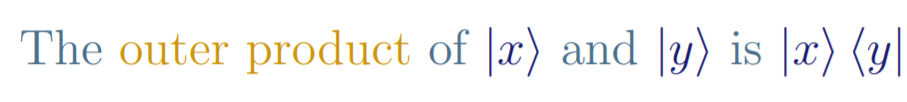 The outer product of |x⟩ and |y⟩ is |x⟩ ⟨y|